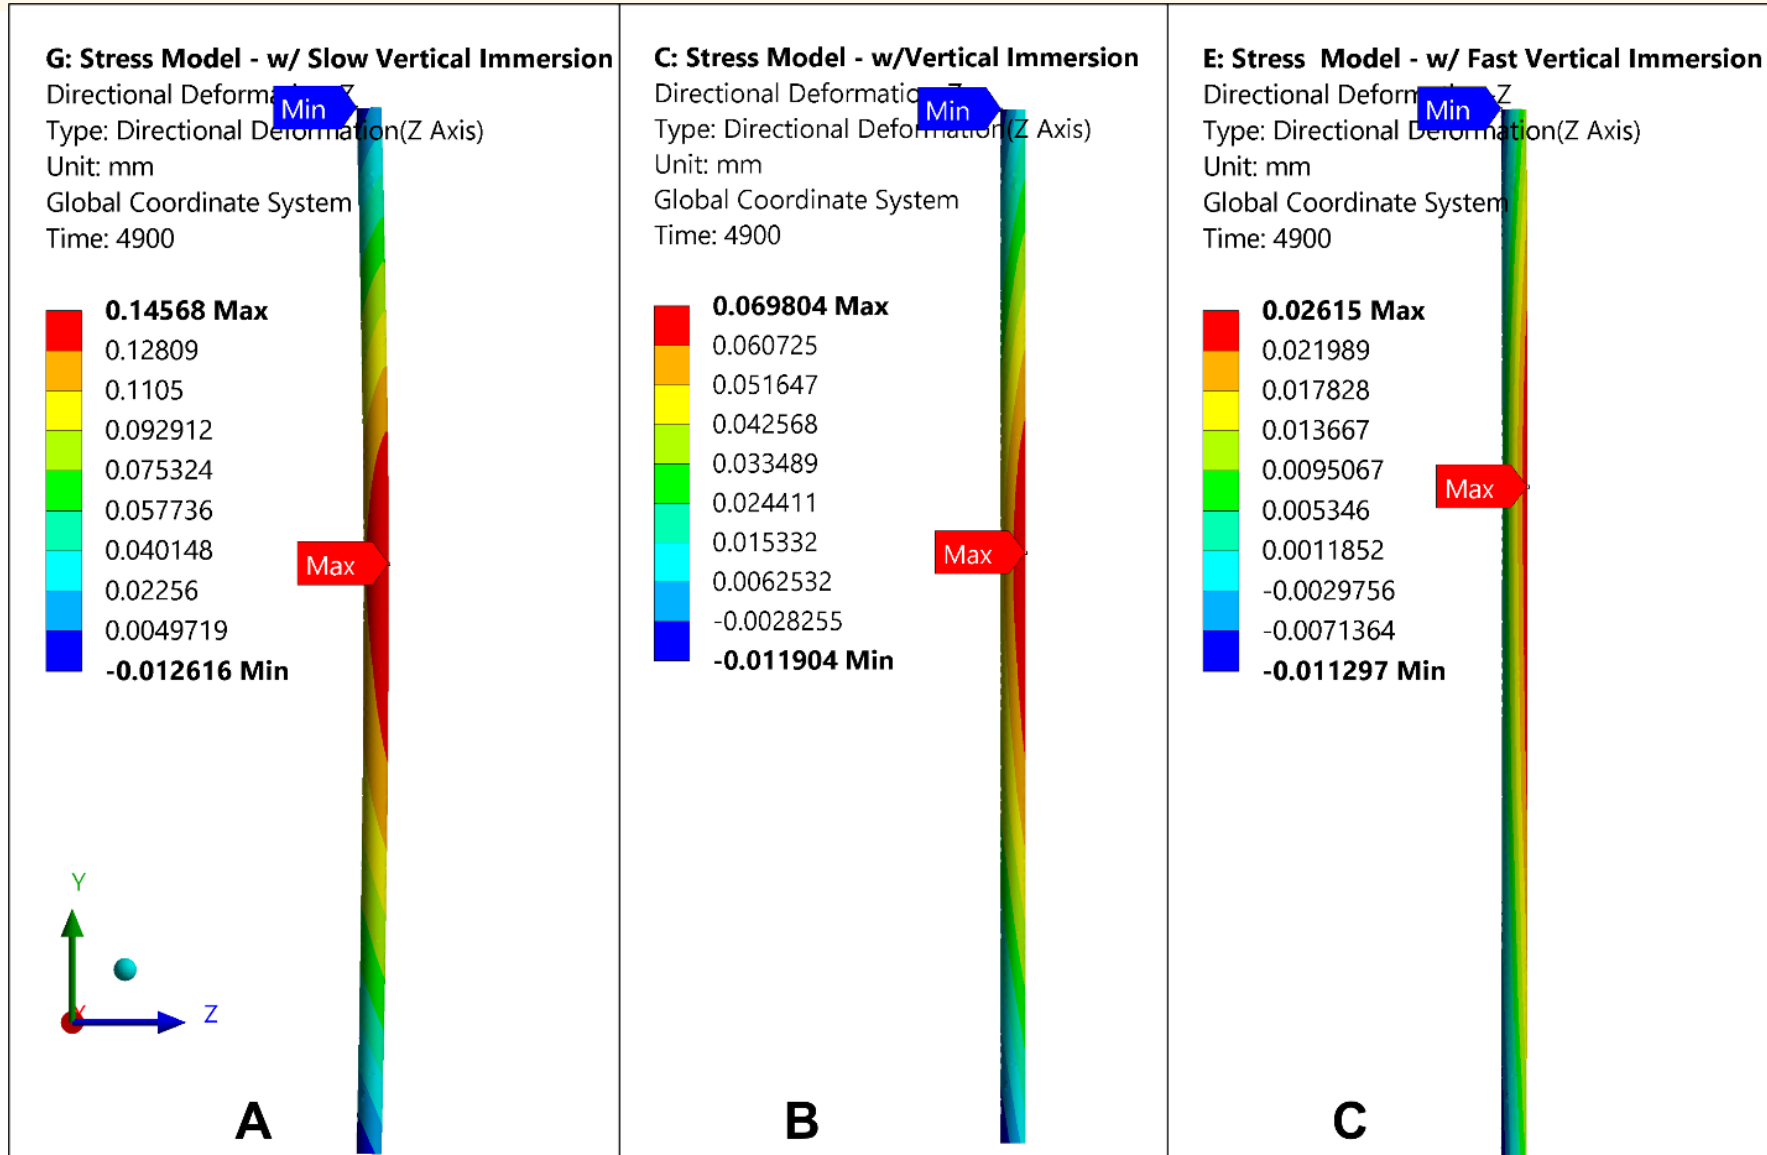 G: Stress Model - w/ Slow Vertical Immersion
Directional Deforma Z
Type: Directional Deformation(Z Axis)
Unit: mm
Global Coordinate System
Time: 4900
Min
0.14568 Max
0.12809
0.1105
0.092912
0.075324
0.057736
0.040148
0.02256
0.0049719
-0.012616 Min
Max
Y
X
Z
A
C: Stress Model - w/Vertical Immersion
Directional Deformatio Z
Type: Directional Deformation(Z Axis)
Unit: mm
Global Coordinate System
Time: 4900
Min
0.069804 Max
0.060725
0.051647
0.042568
0.033489
0.024411
0.015332
0.0062532
-0.0028255
-0.011904 Min
Max
B
E: Stress  Model - w/ Fast Vertical Immersion
Directional Deform -Z
Type: Directional Deformation(Z Axis)
Unit: mm
Global Coordinate System
Time: 4900
Min
0.02615 Max
0.021989
0.017828
0.013667
0.0095067
0.005346
0.0011852
-0.0029756
-0.0071364
-0.011297 Min
Max
C